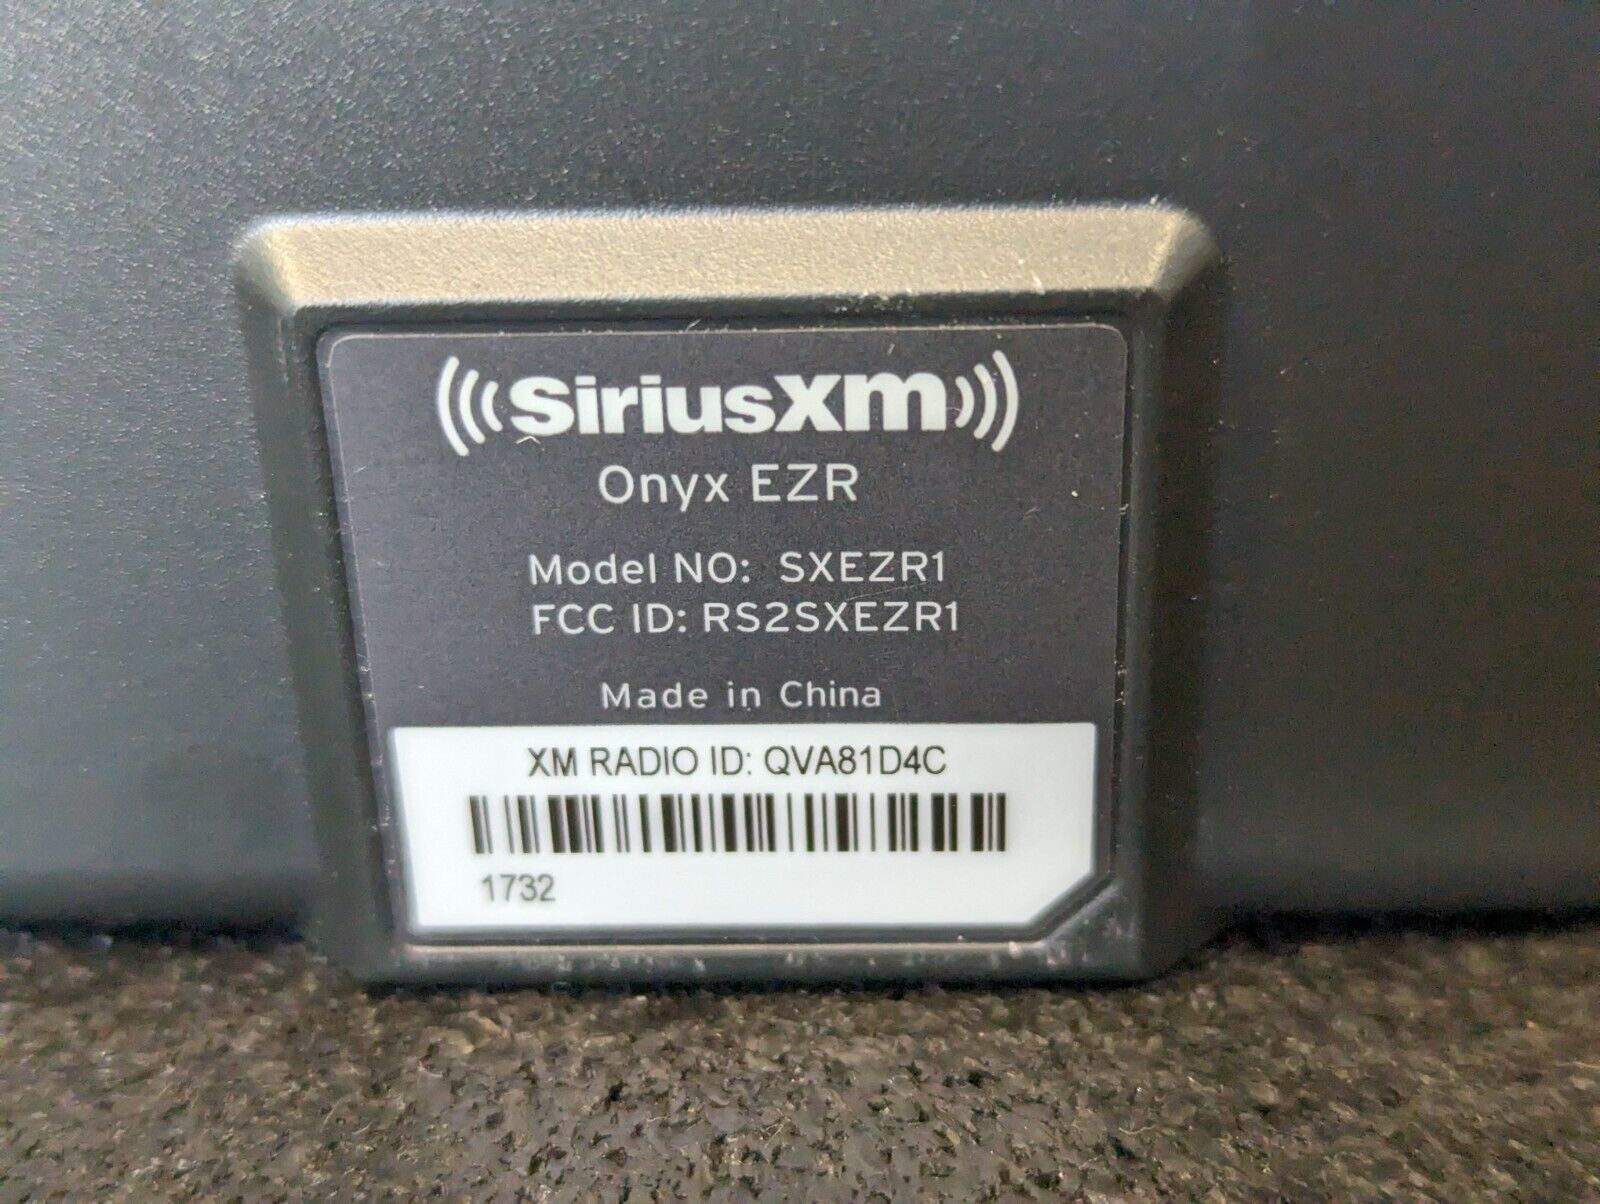 SiriusXM
Onyx EZR
Model NO: SXEZR1
FCC ID: RS2SXEZR1
Made in China
XM RADIO ID: QVA81D4C
1732